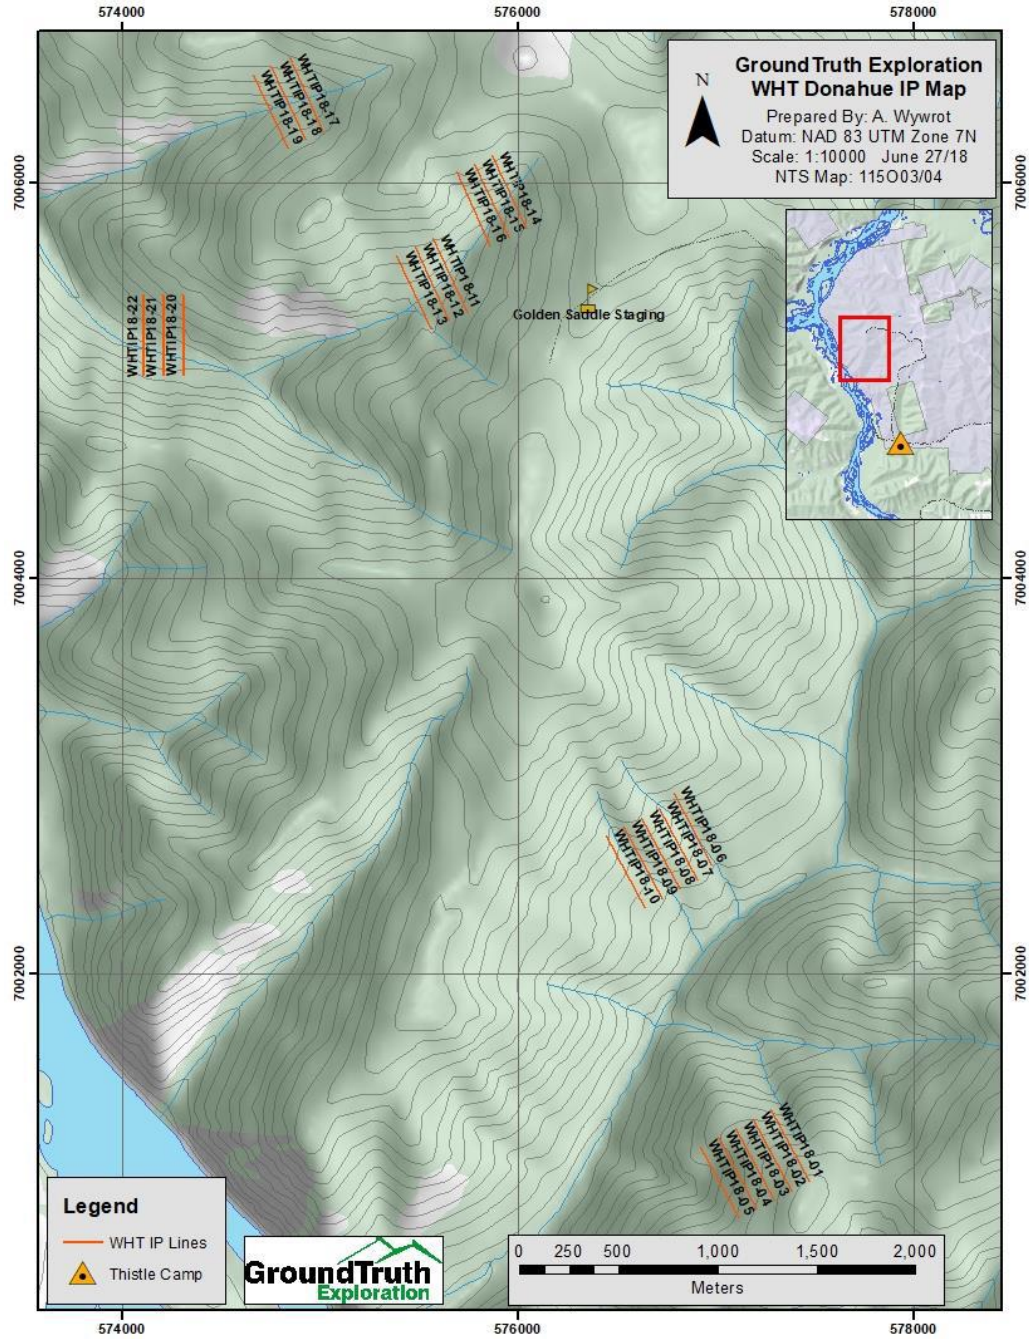 574000
576000
578000
GroundTruth Exploration
WHT Donahue IP Map
Prepared By: A. Wywrot
Datum: NAD 83 UTM Zone 7N
Scale: 1:10000 June 27/18
NTS Map: 115O03/04
N
WHTIP18-17
WHTIP18-18
WHTIP18-19
7006000
7006000
WHTIP18-14
WHTIP18-15
WHTIP18-16
WHTIP18-11
WHTIP18-12
WHTIP18-13
Golden Saddle Staging
WHTIP18-22
WHTIP18-21
WHTIP18-20
7004000
7004000
WHTIP18-06
WHTIP18-07
WHTIP18-08
WHTIP18-09
WHTIP18-10
7002000
7002000
WHTIP18-01
WHTIP18-02
WHTIP18-03
WHTIP18-04
WHTIP18-05
Legend
WHT IP Lines
Thistle Camp
GroundTruth
Exploration
0 250 500 1,000 1,500 2,000
Meters
574000
576000
578000